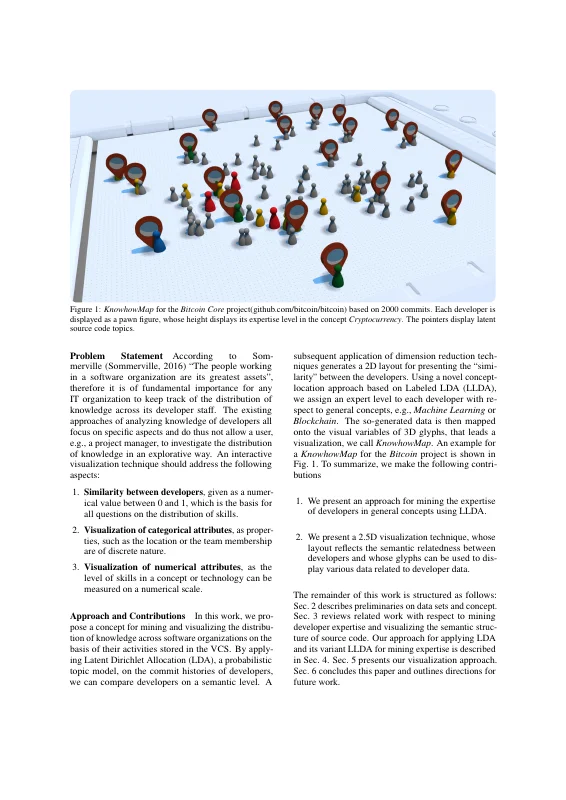 Figure 1: KnowhowMap for the Bitcoin Core project(github.com/bitcoin/bitcoin) based on 2000 commits. Each developer is
displayed as a pawn figure, whose height displays its expertise level in the concept Cryptocurrency. The pointers display latent
source code topics.
Problem Statement According to Som-
merville (Sommerville, 2016) “The people working
in a software organization are its greatest assets”,
therefore it is of fundamental importance for any
IT organization to keep track of the distribution of
knowledge across its developer staff. The existing
approaches of analyzing knowledge of developers all
focus on specific aspects and do thus not allow a user,
e.g., a project manager, to investigate the distribution
of knowledge in an explorative way. An interactive
visualization technique should address the following
aspects:
1. Similarity between developers, given as a numer-
ical value between 0 and 1, which is the basis for
all questions on the distribution of skills.
2. Visualization of categorical attributes, as proper-
ties, such as the location or the team membership
are of discrete nature.
3. Visualization of numerical attributes, as the
level of skills in a concept or technology can be
measured on a numerical scale.
Approach and Contributions In this work, we pro-
pose a concept for mining and visualizing the distribu-
tion of knowledge across software organizations on the
basis of their activities stored in the VCS. By apply-
ing Latent Dirichlet Allocation (LDA), a probabilistic
topic model, on the commit histories of developers,
we can compare developers on a semantic level. A
subsequent application of dimension reduction tech-
niques generates a 2D layout for presenting the “simi-
larity” between the developers. Using a novel concept-
location approach based on Labeled LDA (LLDA),
we assign an expert level to each developer with re-
spect to general concepts, e.g., Machine Learning or
Blockchain. The so-generated data is then mapped
onto the visual variables of 3D glyphs, that leads a
visualization, we call KnowhowMap. An example for
a KnowhowMap for the Bitcoin project is shown in
Fig. 1. To summarize, we make the following contri-
butions
1. We present an approach for mining the expertise
of developers in general concepts using LLDA.
2. We present a 2.5D visualization technique, whose
layout reflects the semantic relatedness between
developers and whose glyphs can be used to dis-
play various data related to developer data.
The remainder of this work is structured as follows:
Sec. 2 describes preliminaries on data sets and concept.
Sec. 3 reviews related work with respect to mining
developer expertise and visualizing the semantic struc-
ture of source code. Our approach for applying LDA
and its variant LLDA for mining expertise is described
in Sec. 4. Sec. 5 presents our visualization approach.
Sec. 6 concludes this paper and outlines directions for
future work.